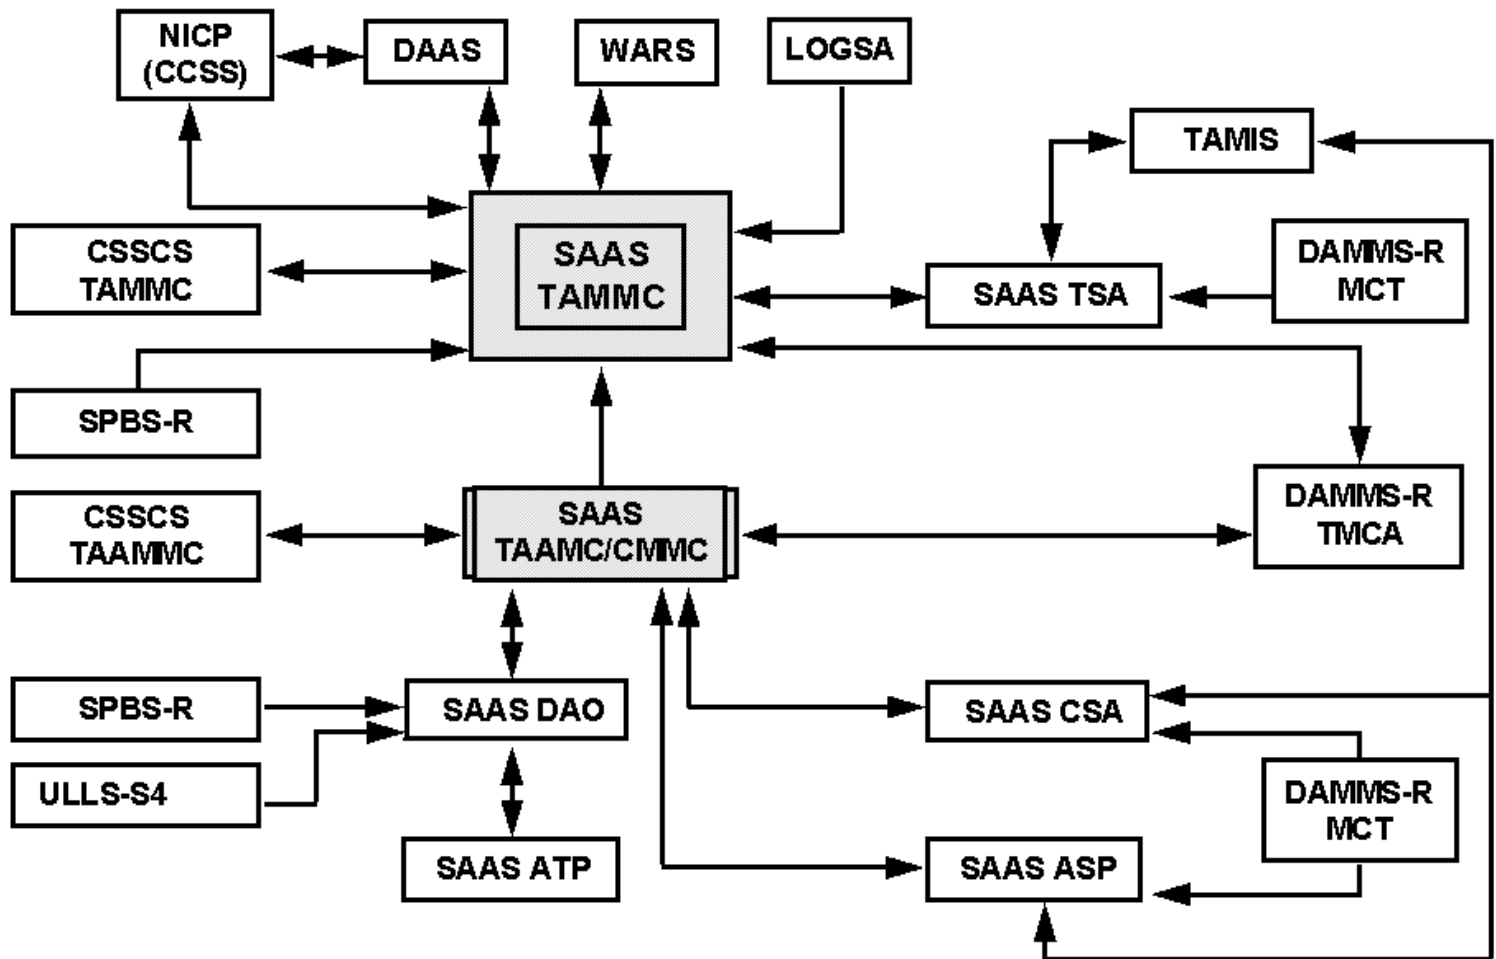 NICP
(CCSS)
DAAS
WARS
LOGSA
TAMIS
CSSCS
TAMMC
SAAS
TAMMC
SAAS TSA
DAMMS-R
MCT
SPBS-R
CSSCS
TAAMMC
SAAS
TAAMC/CMMC
DAMMS-R
TMCA
SPBS-R
SAAS DAO
SAAS CSA
ULLS-S4
DAMMS-R
MCT
SAAS ATP
SAAS ASP